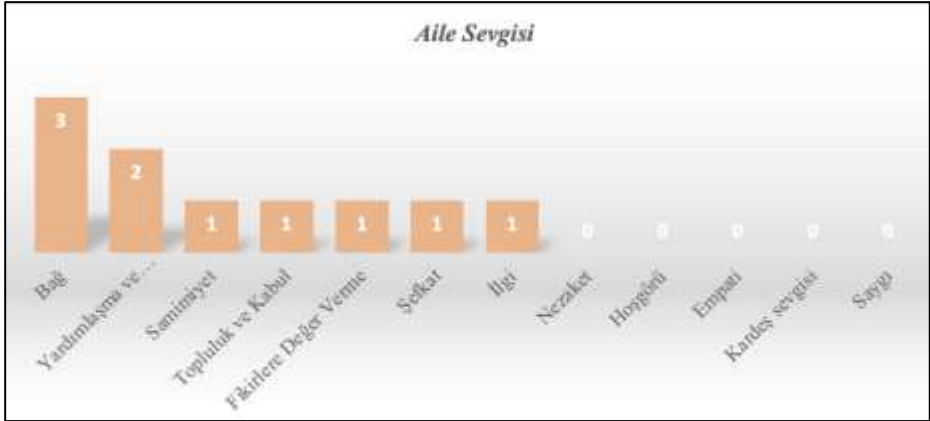 Aile Sevgisi
3
2
1
1
1
1
1
0
0
0
0
0
Bağ
Yardımlaşma ve…
Samimiyet
Topluluk ve Kabul
Fikirlere Değer Verme
Şefkat
İlgi
Nezaket
Hoşgörü
Empati
Kardeş sevgisi
Saygı